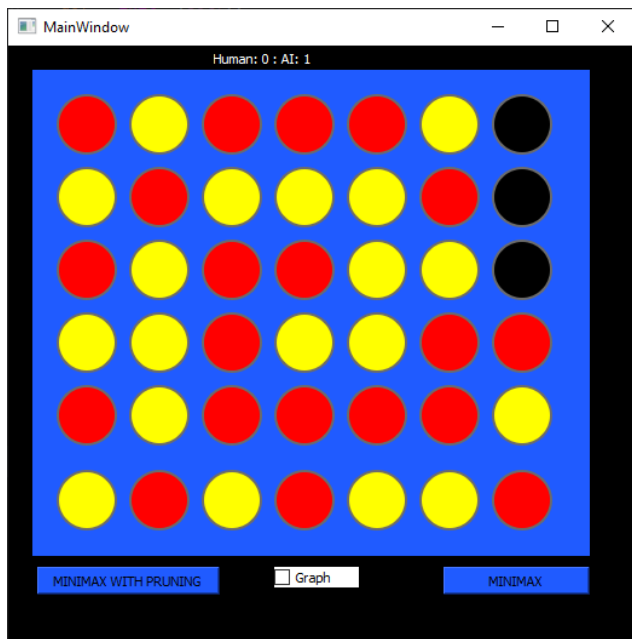 MainWindow
Human: 0 : AI: 1
MINIMAX WITH PRUNING
Graph
MINIMAX